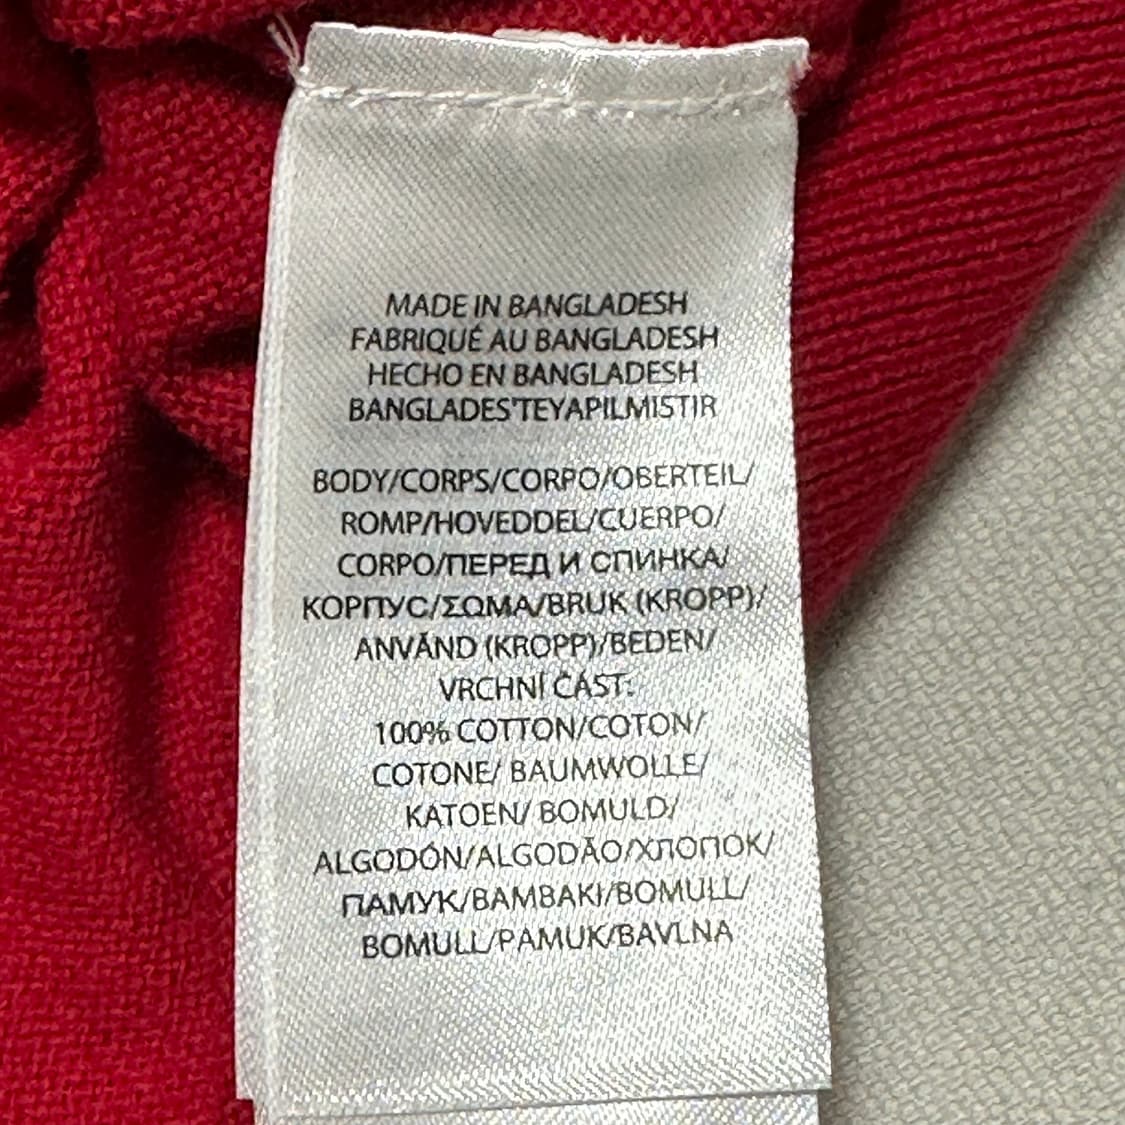 MADE IN BANGLADESH
FABRIQUÉ AU BANGLADESH
HECHO EN BANGLADESH
BANGLADES'TEYAPILMISTIR
BODY/CORPS/CORPO/OBERTEIL/
ROMP/HOVEDDEL/CUERPO/
CORPO/ПЕРЕД И СПИНКА/
КОРПУС/ΣΩΜΑ/BRUK (KROPP)/
ANVÄND (KROPP)/BEDEN/
VRCHNÍ ČÁST:
100% COTTON/COTON/
COTONE/ BAUMWOLLE/
KATOEN/ BOMULD/
ALGODÓN/ALGODÃO/ХЛОПОК/
ПАМУК/ΒΑΜΒΑΚΙ/BOMULL/
BOMULL/PAMUK/BAVLNA